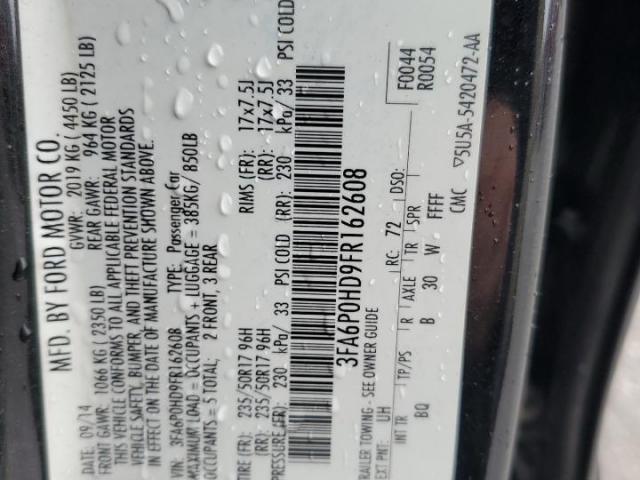 MFD. BY FORD MOTOR CO.
DATE: 09/14 GVWR: 2019 KG ( 4450 LB)
FRONT GAWR: 1066 KG ( 2350 LB) REAR GAWR: 964 KG ( 2125 LB)
THIS VEHICLE CONFORMS TO ALL APPLICABLE FEDERAL MOTOR
VEHICLE SAFETY, BUMPER, AND THEFT PREVENTION STANDARDS
IN EFFECT ON THE DATE OF MANUFACTURE SHOWN ABOVE.
VIN: 3FA6P0HD9FR162608 TYPE: Passenger Car
MAXIMUM LOAD = OCCUPANTS + LUGGAGE = 385KG/ 850LB
OCCUPANTS = 5 TOTAL: 2 FRONT, 3 REAR
TIRE (FR): 235/50R17 96H RIMS (FR): 17x7.5J
(RR): 235/50R17 96H (RR): 17x7.5J
PRESSURE (FR): 230 kPa/ 33 PSI COLD (RR): 230 kPa/ 33 PSI COLD
3FA6P0HD9FR162608
TRAILER TOWING - SEE OWNER GUIDE F0044
R0054
EXT PNT: UH RC: 72 DSO:
INT TR TP/PS R AXLE TR SPR
BQ B 30 W FFFF
CMC ▽5U5A-5420472-AA